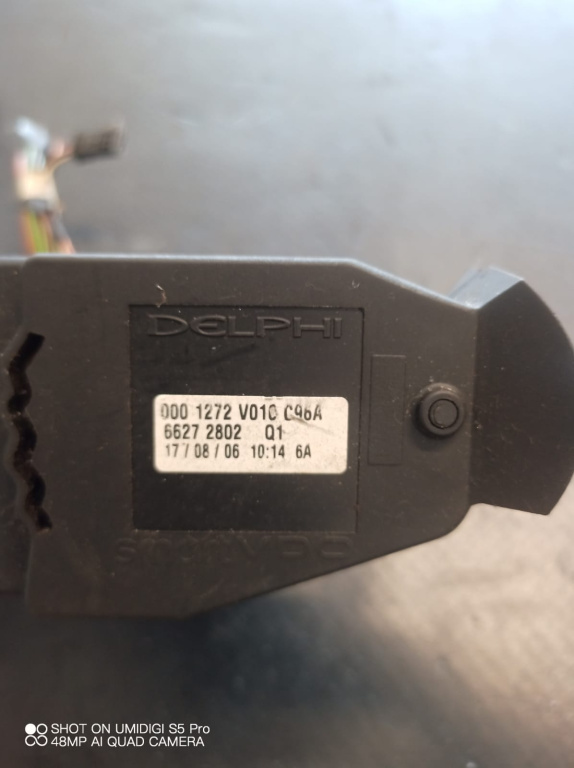 DELPHI
000 1272 V010 C96A
6627 2802 Q1
17/08/06 10:14 6A
VDO
SHOT ON UMIDIGI S5 Pro
48MP AI QUAD CAMERA